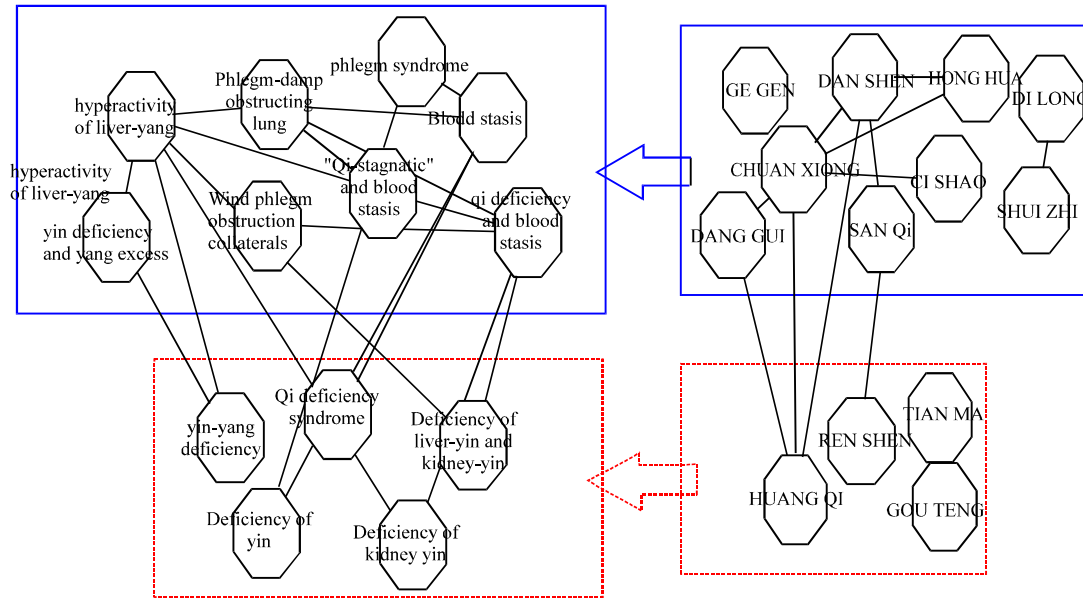 phlegm syndrome
Phlegm-damp
obstructing
lung
hyperactivity
of liver-yang
Blood stasis
hyperactivity
of liver-yang
"Qi-stagnatic"
and blood
stasis
Wind phlegm
obstruction
collaterals
qi deficiency
and blood
stasis
yin deficiency
and yang excess
Qi deficiency
syndrome
yin-yang
deficiency
Deficiency of
liver-yin and
kidney-yin
Deficiency of
yin
Deficiency of
kidney yin
GE GEN
DAN SHEN
HONG HUA
DI LONG
CHUAN XIONG
CI SHAO
SHUI ZHI
DANG GUI
SAN Qi
TIAN MA
REN SHEN
HUANG QI
GOU TENG